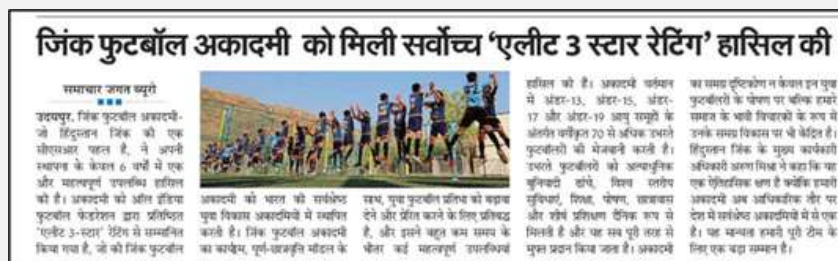 जिंक फुटबॉल अकादमी को मिली सर्वोच्च ‘एलीट 3 स्टार रेटिंग’ हासिल की
समाचार जगत ब्यूरो
उदयपुर, जिंक फुटबॉल अकादमी-
जो हिंदुस्तान जिंक की एक
सीएसआर पहल है, ने अपनी
स्थापना के केवल 6 वर्षों में एक
और महत्वपूर्ण उपलब्धि हासिल
की है। अकादमी को ऑल इंडिया
फुटबॉल फेडरेशन द्वारा प्रतिष्ठित
‘एलीट 3-स्टार’ रेटिंग से सम्मानित
किया गया है, जो की जिंक फुटबॉल
अकादमी को भारत की सर्वश्रेष्ठ
युवा विकास अकादमियों में स्थापित
करती है। जिंक फुटबॉल अकादमी
का कार्यक्रम, पूर्ण-छात्रवृत्ति मॉडल के
साथ, युवा फुटबॉल प्रतिभा को बढ़ावा
देने और प्रेरित करने के लिए प्रतिबद्ध
है, और इसने बहुत कम समय के
भीतर कई महत्वपूर्ण उपलब्धियां
हासिल की हैं। अकादमी वर्तमान
में अंडर-13, अंडर-15, अंडर-
17 और अंडर-19 आयु समूहों के
अंतर्गत वर्गीकृत 70 से अधिक उभरते
फुटबॉलरों की मेजबानी करती है।
उभरते फुटबॉलरों को अत्याधुनिक
बुनियादी ढांचे, विश्व स्तरीय
सुविधाएं, शिक्षा, पोषण, छात्रावास
और शीर्ष प्रशिक्षण दैनिक रूप से
मिलती है और यह सब पूरी तरह से
मुफ्त प्रदान किया जाता है। अकादमी
का समग्र दृष्टिकोण न केवल इन युवा
फुटबॉलरों के पोषण पर बल्कि हमारे
समाज के भावी विचारकों के रूप में
उनके समग्र विकास पर भी केंद्रित है।
हिंदुस्तान जिंक के मुख्य कार्यकारी
अधिकारी अरुण मिश्रा ने कहा कि यह
एक ऐतिहासिक क्षण है क्योंकि हमारी
अकादमी अब आधिकारिक तौर पर
देश में सर्वश्रेष्ठ अकादमियों में से एक
है। यह मान्यता हमारी पूरी टीम के
लिए एक बड़ा सम्मान है।